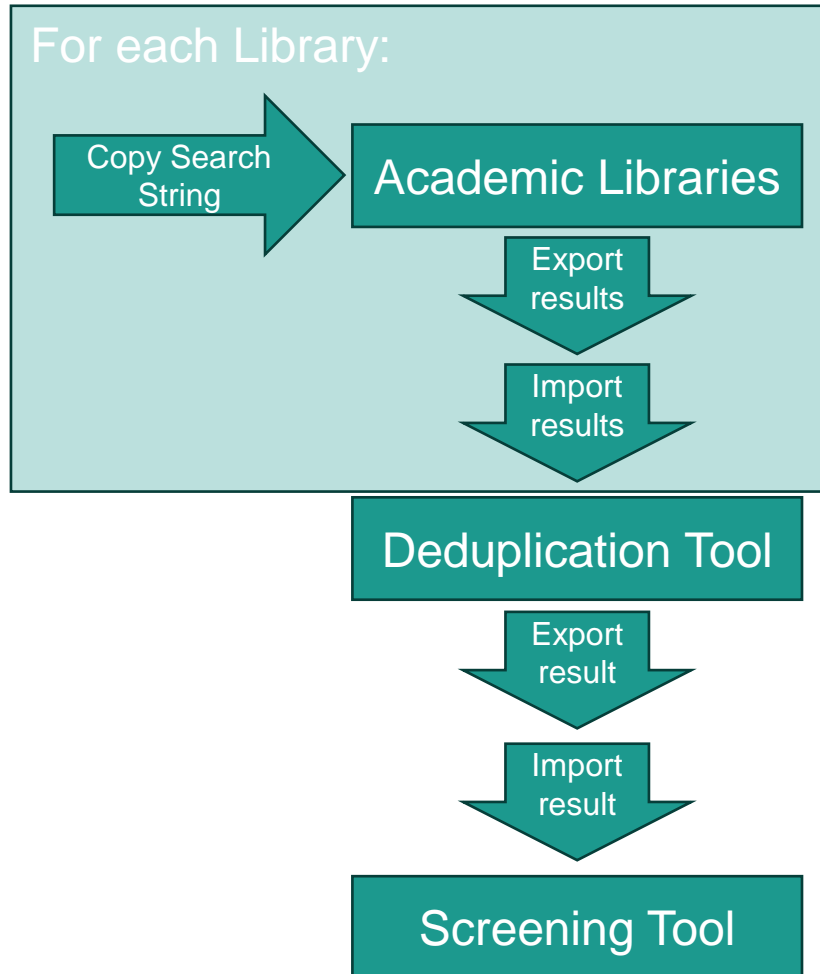 For each Library:
Copy Search
String
Academic Libraries
Export
results
Import
results
Deduplication Tool
Export
result
Import
result
Screening Tool